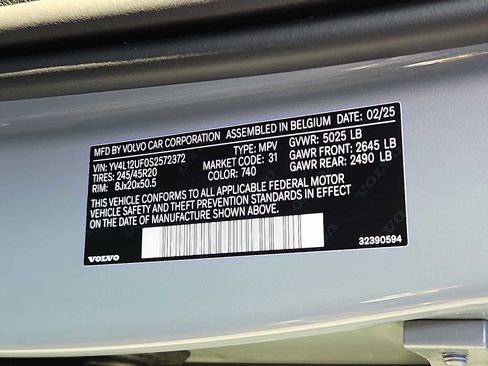 MFD. BY VOLVO CAR CORPORATION ASSEMBLED IN BELGIUM DATE: 02/25
VIN: YV4L12UF0S2572372 TYPE: MPV GVWR: 5025 LB
TIRES: 245/45R20 MARKET CODE: 31 GAWR FRONT: 2645 LB
RIM: 8Jx20x50.5 COLOR: 740 GAWR REAR: 2490 LB
THIS VEHICLE CONFORMS TO ALL APPLICABLE FEDERAL MOTOR
VEHICLE SAFETY AND THEFT PREVENTION STANDARDS IN EFFECT
ON THE DATE OF MANUFACTURE SHOWN ABOVE.
VOLVO 32390594